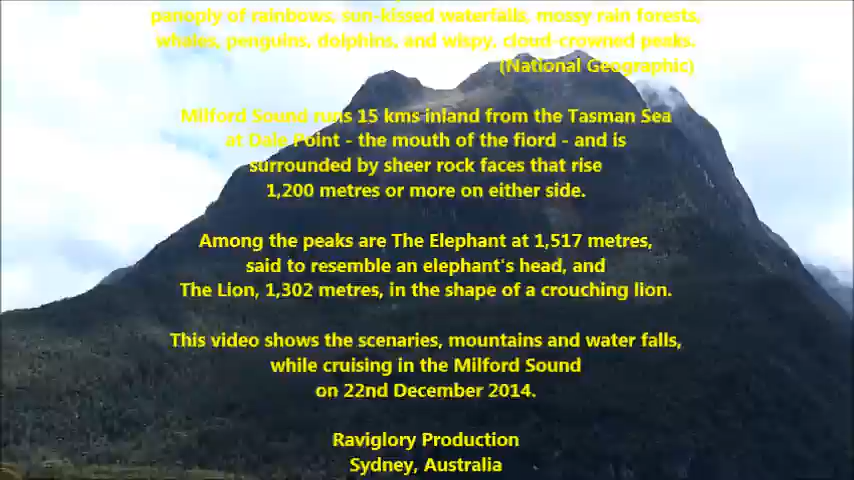 panoply of rainbows, sun-kissed waterfalls, mossy rain forests,
whales, penguins, dolphins, and wispy, cloud-crowned peaks.
(National Geographic)
Milford Sound runs 15 kms inland from the Tasman Sea
at Dale Point - the mouth of the fiord - and is
surrounded by sheer rock faces that rise
1,200 metres or more on either side.
Among the peaks are The Elephant at 1,517 metres,
said to resemble an elephant's head, and
The Lion, 1,302 metres, in the shape of a crouching lion.
This video shows the scenaries, mountains and water falls,
while cruising in the Milford Sound
on 22nd December 2014.
Raviglory Production
Sydney, Australia